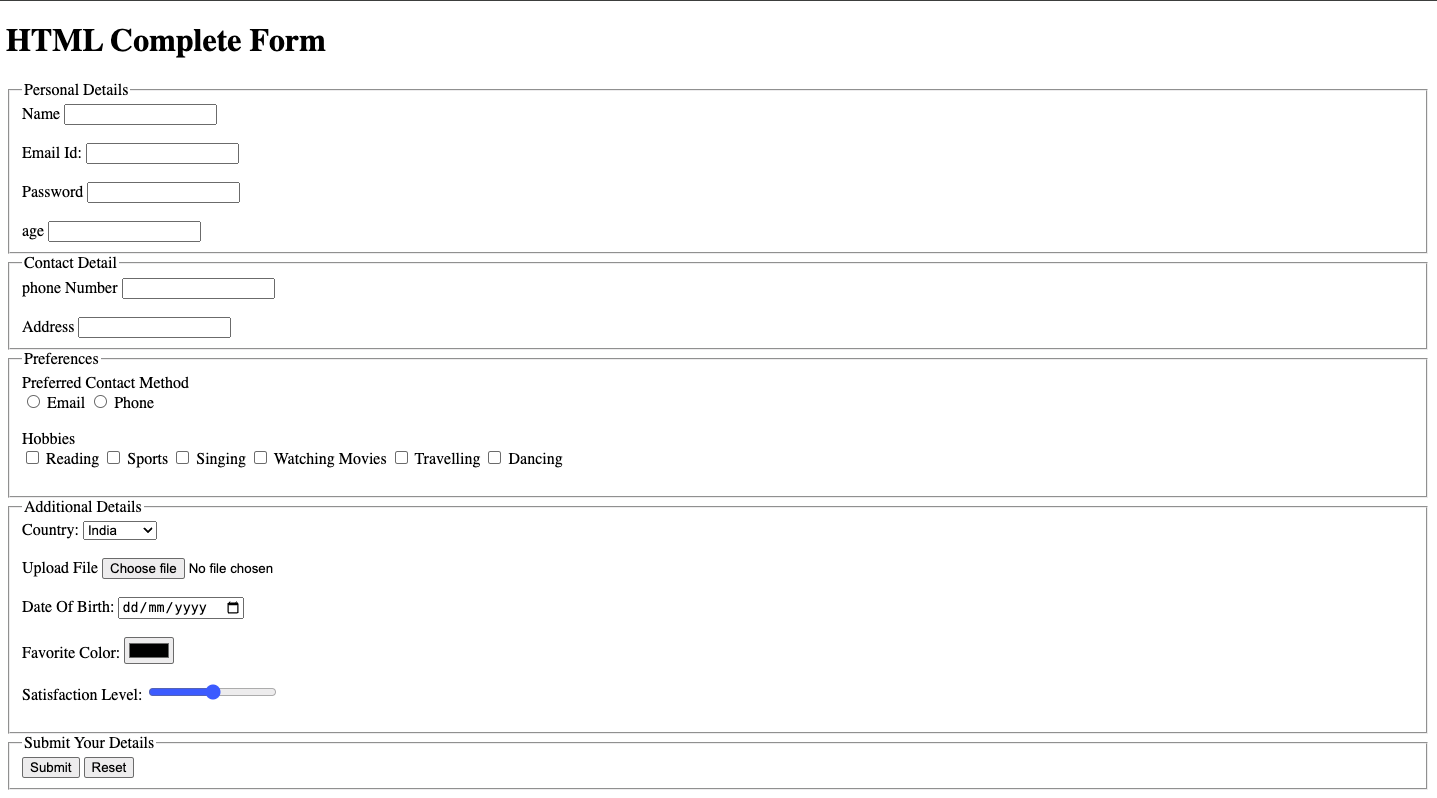 HTML Complete Form
Personal Details
Name
Email Id:
Password
age
Contact Detail
phone Number
Address
Preferences
Preferred Contact Method
Email Phone
Hobbies
Reading Sports Singing Watching Movies Travelling Dancing
Additional Details
Country: India
Upload File Choose file No file chosen
Date Of Birth: dd/mm/yyyy
Favorite Color:
Satisfaction Level:
Submit Your Details
Submit Reset